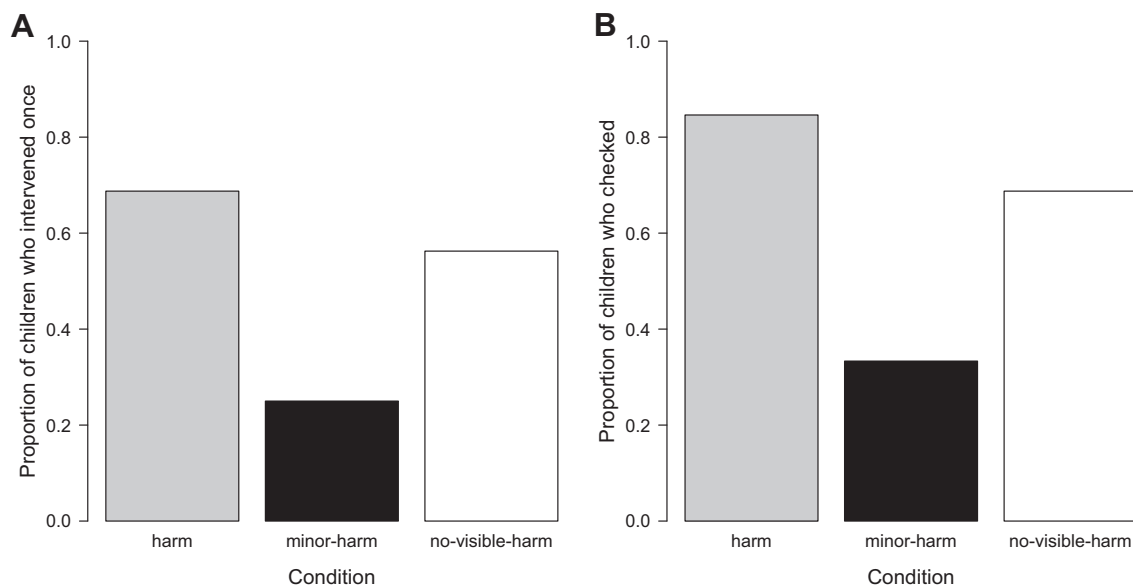 A
Proportion of children who intervened once
1.0
0.8
0.6
0.4
0.2
0.0
harm
minor-harm
no-visible-harm
Condition
B
Proportion of children who checked
1.0
0.8
0.6
0.4
0.2
0.0
harm
minor-harm
no-visible-harm
Condition